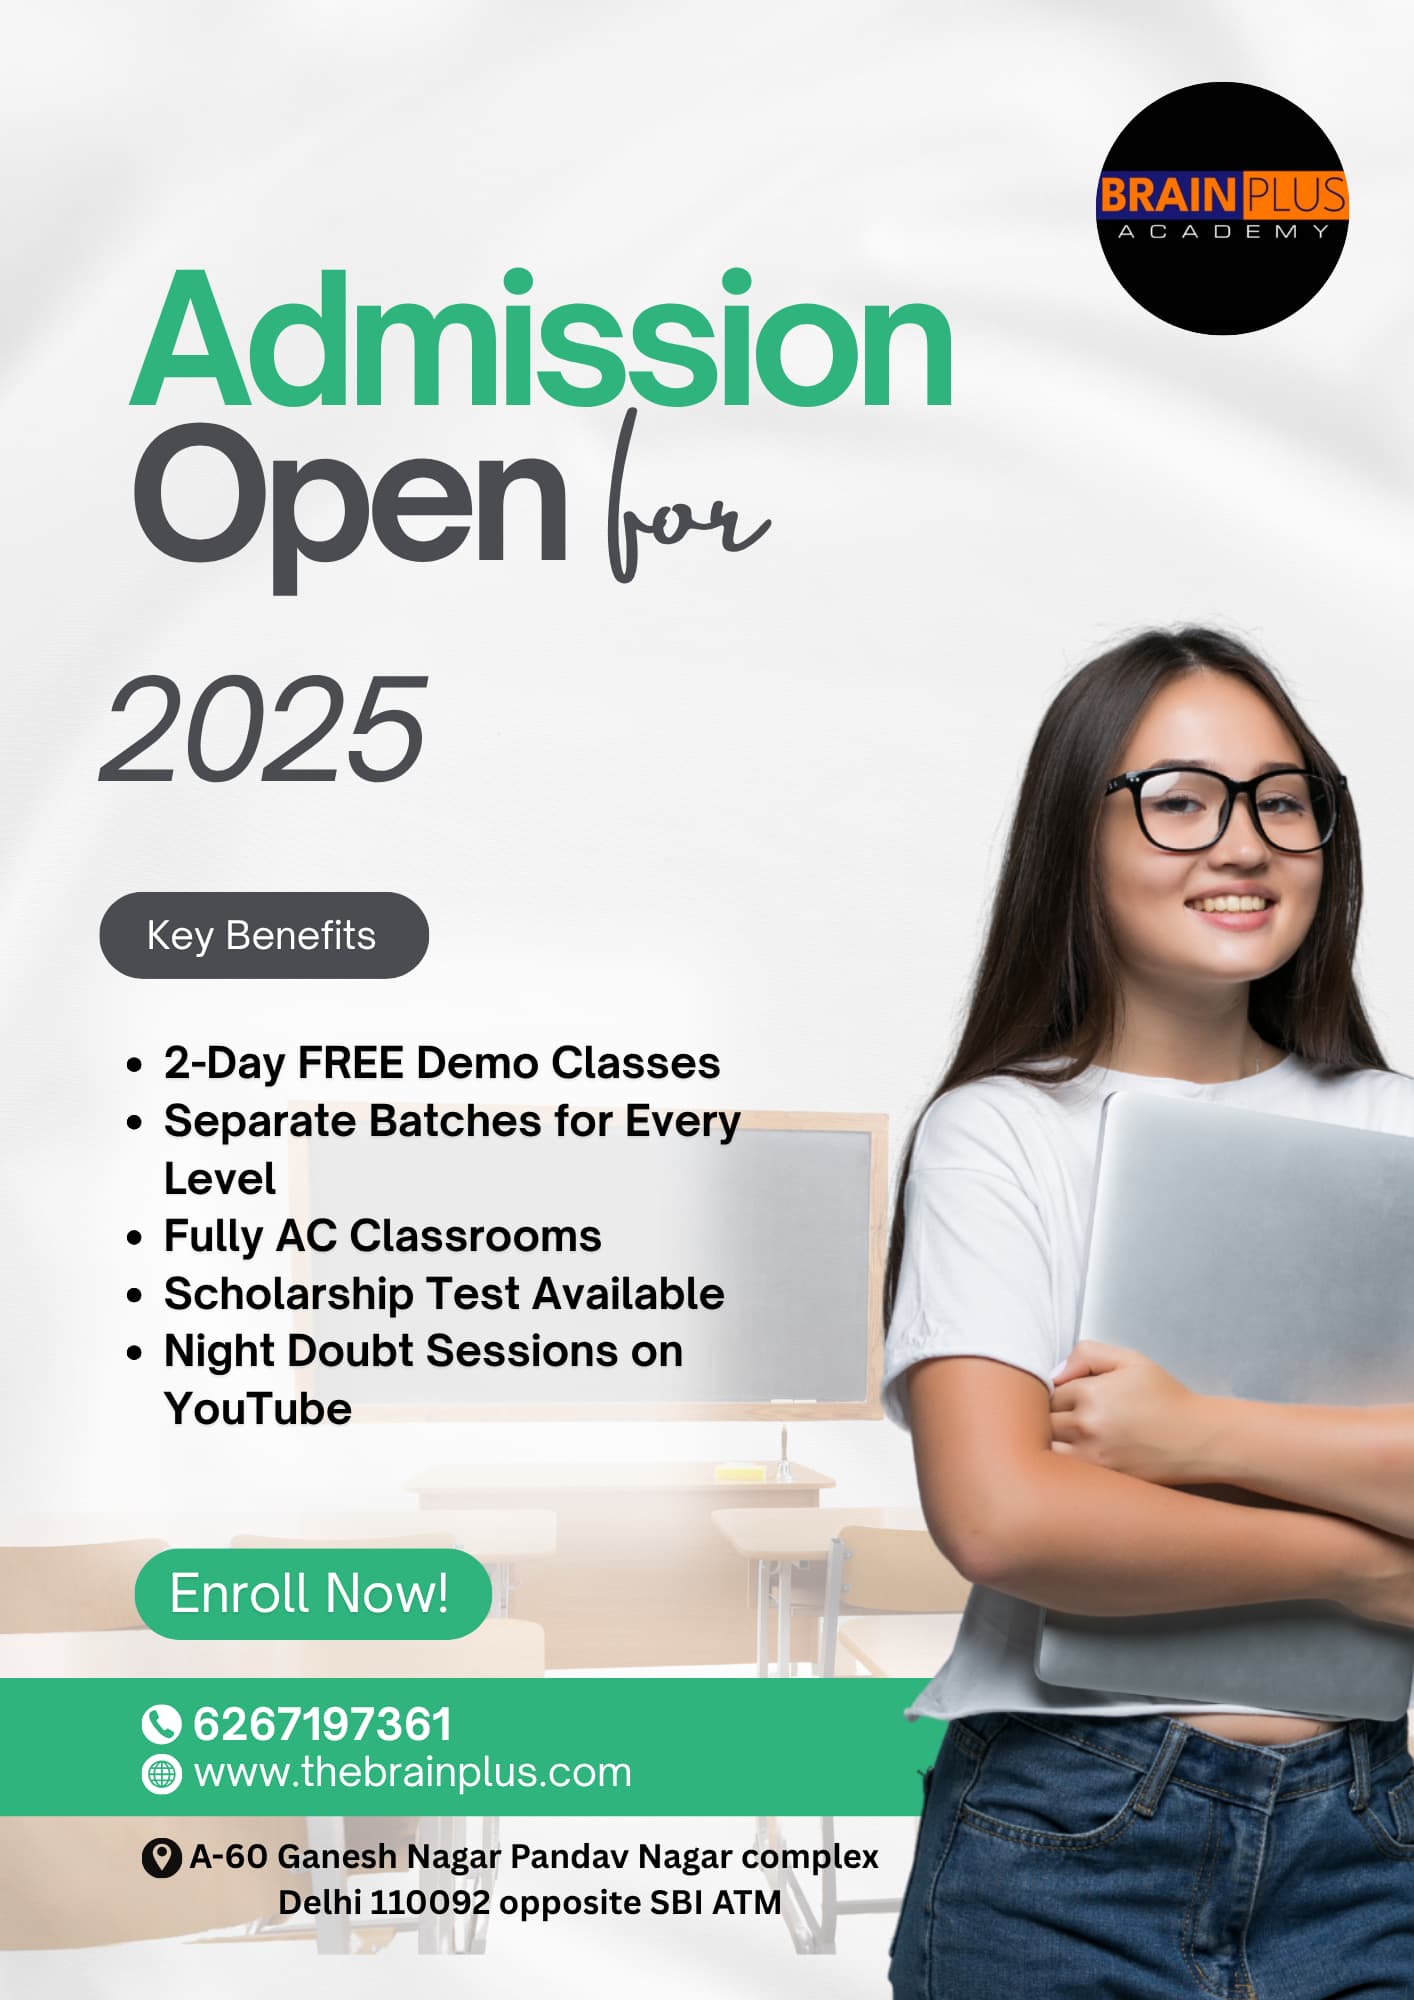 BRAIN PLUS
ACADEMY
Admission
Open for
2025
Key Benefits
• 2-Day FREE Demo Classes
• Separate Batches for Every
Level
• Fully AC Classrooms
• Scholarship Test Available
• Night Doubt Sessions on
YouTube
Enroll Now!
6267197361
www.thebrainplus.com
A-60 Ganesh Nagar Pandav Nagar complex
Delhi 110092 opposite SBI ATM